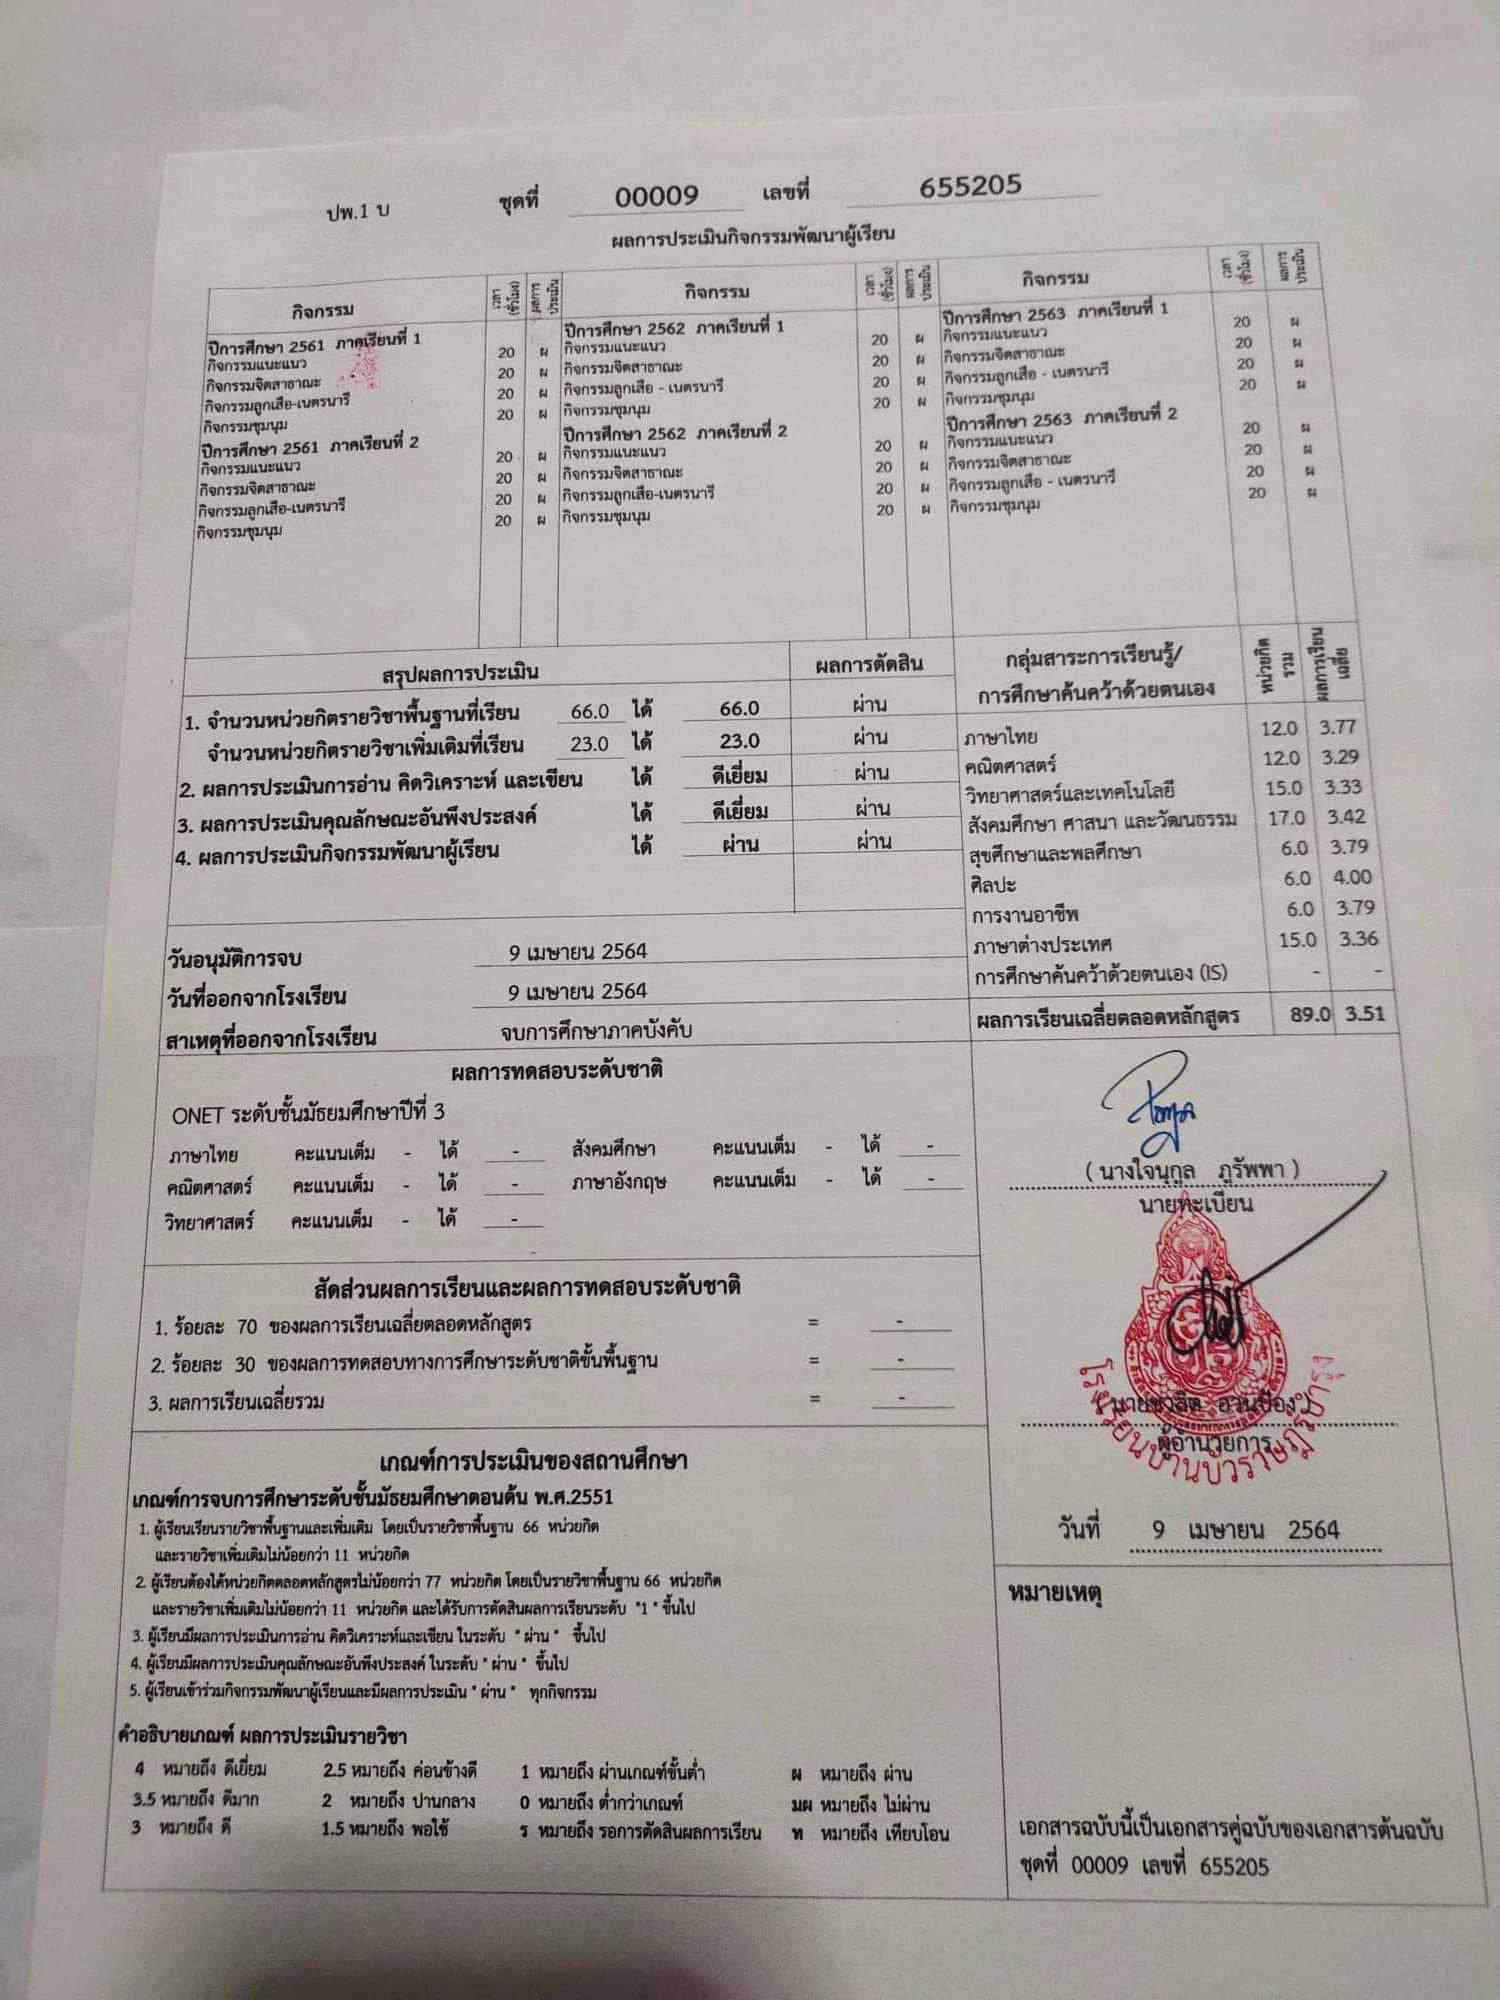 ปพ.1 บ ชุดที่ 00009 เลขที่ 655205
ผลการประเมินกิจกรรมพัฒนาผู้เรียน
กิจกรรม เวลา (ชั่วโมง) ผลการประเมิน
ปีการศึกษา 2561 ภาคเรียนที่ 1
กิจกรรมแนะแนว 20 ผ
กิจกรรมจิตสาธาณะ 20 ผ
กิจกรรมลูกเสือ-เนตรนารี 20 ผ
กิจกรรมชุมนุม 20 ผ
ปีการศึกษา 2561 ภาคเรียนที่ 2
กิจกรรมแนะแนว 20 ผ
กิจกรรมจิตสาธาณะ 20 ผ
กิจกรรมลูกเสือ-เนตรนารี 20 ผ
กิจกรรมชุมนุม 20 ผ
กิจกรรม เวลา (ชั่วโมง) ผลการประเมิน
ปีการศึกษา 2562 ภาคเรียนที่ 1
กิจกรรมแนะแนว 20 ผ
กิจกรรมจิตสาธาณะ 20 ผ
กิจกรรมลูกเสือ - เนตรนารี 20 ผ
กิจกรรมชุมนุม 20 ผ
ปีการศึกษา 2562 ภาคเรียนที่ 2
กิจกรรมแนะแนว 20 ผ
กิจกรรมจิตสาธาณะ 20 ผ
กิจกรรมลูกเสือ-เนตรนารี 20 ผ
กิจกรรมชุมนุม 20 ผ
กิจกรรม เวลา (ชั่วโมง) ผลการประเมิน
ปีการศึกษา 2563 ภาคเรียนที่ 1
กิจกรรมแนะแนว 20 ผ
กิจกรรมจิตสาธาณะ 20 ผ
กิจกรรมลูกเสือ - เนตรนารี 20 ผ
กิจกรรมชุมนุม 20 ผ
ปีการศึกษา 2563 ภาคเรียนที่ 2
กิจกรรมแนะแนว 20 ผ
กิจกรรมจิตสาธาณะ 20 ผ
กิจกรรมลูกเสือ - เนตรนารี 20 ผ
กิจกรรมชุมนุม 20 ผ
สรุปผลการประเมิน ผลการตัดสิน
1. จำนวนหน่วยกิตรายวิชาพื้นฐานที่เรียน 66.0 ได้ 66.0 ผ่าน
จำนวนหน่วยกิตรายวิชาเพิ่มเติมที่เรียน 23.0 ได้ 23.0 ผ่าน
2. ผลการประเมินการอ่าน คิดวิเคราะห์ และเขียน ได้ ดีเยี่ยม ผ่าน
3. ผลการประเมินคุณลักษณะอันพึงประสงค์ ได้ ดีเยี่ยม ผ่าน
4. ผลการประเมินกิจกรรมพัฒนาผู้เรียน ได้ ผ่าน ผ่าน
วันอนุมัติการจบ 9 เมษายน 2564
วันที่ออกจากโรงเรียน 9 เมษายน 2564
สาเหตุที่ออกจากโรงเรียน จบการศึกษาภาคบังคับ
กลุ่มสาระการเรียนรู้/
การศึกษาค้นคว้าด้วยตนเอง หน่วยกิตรวม ผลการเรียนเฉลี่ย
ภาษาไทย 12.0 3.77
คณิตศาสตร์ 12.0 3.29
วิทยาศาสตร์และเทคโนโลยี 15.0 3.33
สังคมศึกษา ศาสนา และวัฒนธรรม 17.0 3.42
สุขศึกษาและพลศึกษา 6.0 3.79
ศิลปะ 6.0 4.00
การงานอาชีพ 6.0 3.79
ภาษาต่างประเทศ 15.0 3.36
การศึกษาค้นคว้าด้วยตนเอง (IS) - -
ผลการเรียนเฉลี่ยตลอดหลักสูตร 89.0 3.51
ผลการทดสอบระดับชาติ
ONET ระดับชั้นมัธยมศึกษาปีที่ 3
ภาษาไทย คะแนนเต็ม - ได้ - สังคมศึกษา คะแนนเต็ม - ได้ -
คณิตศาสตร์ คะแนนเต็ม - ได้ - ภาษาอังกฤษ คะแนนเต็ม - ได้ -
วิทยาศาสตร์ คะแนนเต็ม - ได้ -
สัดส่วนผลการเรียนและผลการทดสอบระดับชาติ
1. ร้อยละ 70 ของผลการเรียนเฉลี่ยตลอดหลักสูตร = -
2. ร้อยละ 30 ของผลการทดสอบทางการศึกษาระดับชาติขั้นพื้นฐาน = -
3. ผลการเรียนเฉลี่ยรวม = -
เกณฑ์การประเมินของสถานศึกษา
เกณฑ์การจบการศึกษาระดับชั้นมัธยมศึกษาตอนต้น พ.ศ.2551
1. ผู้เรียนเรียนรายวิชาพื้นฐานและเพิ่มเติม โดยเป็นรายวิชาพื้นฐาน 66 หน่วยกิต
และรายวิชาเพิ่มเติมไม่น้อยกว่า 11 หน่วยกิต
2. ผู้เรียนต้องได้หน่วยกิตตลอดหลักสูตรไม่น้อยกว่า 77 หน่วยกิต โดยเป็นรายวิชาพื้นฐาน 66 หน่วยกิต
และรายวิชาเพิ่มเติมไม่น้อยกว่า 11 หน่วยกิต และได้รับการตัดสินผลการเรียนระดับ "1 " ขึ้นไป
3. ผู้เรียนมีผลการประเมินการอ่าน คิดวิเคราะห์และเขียน ในระดับ " ผ่าน " ขึ้นไป
4. ผู้เรียนมีผลการประเมินคุณลักษณะอันพึงประสงค์ ในระดับ " ผ่าน " ขึ้นไป
5. ผู้เรียนเข้าร่วมกิจกรรมพัฒนาผู้เรียนและมีผลการประเมิน " ผ่าน " ทุกกิจกรรม
คำอธิบายเกณฑ์ ผลการประเมินรายวิชา
4 หมายถึง ดีเยี่ยม 2.5 หมายถึง ค่อนข้างดี 1 หมายถึง ผ่านเกณฑ์ขั้นต่ำ ผ หมายถึง ผ่าน
3.5 หมายถึง ดีมาก 2 หมายถึง ปานกลาง 0 หมายถึง ต่ำกว่าเกณฑ์ มผ หมายถึง ไม่ผ่าน
3 หมายถึง ดี 1.5 หมายถึง พอใช้ ร หมายถึง รอการตัดสินผลการเรียน ท หมายถึง เทียบโอน
( นางใจนุกูล ภูรัพพา )
นายทะเบียน
ผู้อำนวยการ
วันที่ 9 เมษายน 2564
หมายเหตุ
เอกสารฉบับนี้เป็นเอกสารคู่ฉบับของเอกสารต้นฉบับ
ชุดที่ 00009 เลขที่ 655205